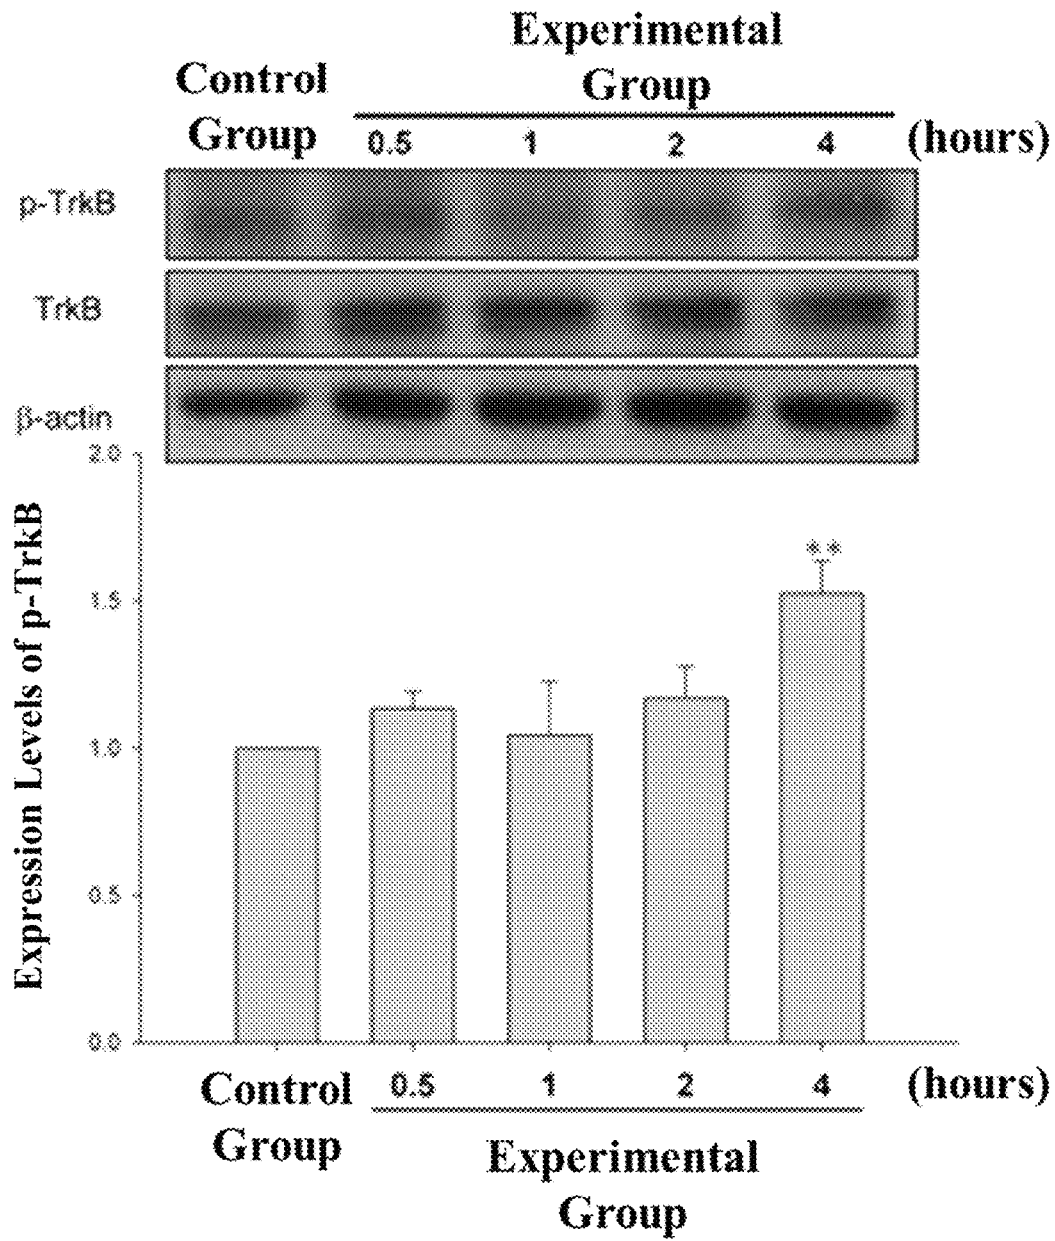 Experimental
Group
Control
Group
0.5 1 2 4 (hours)
p-TrkB
TrkB
β-actin
Expression Levels of p-TrkB
2.0
1.5
1.0
0.5
0.0
**
Control
Group
0.5 1 2 4 (hours)
Experimental
Group